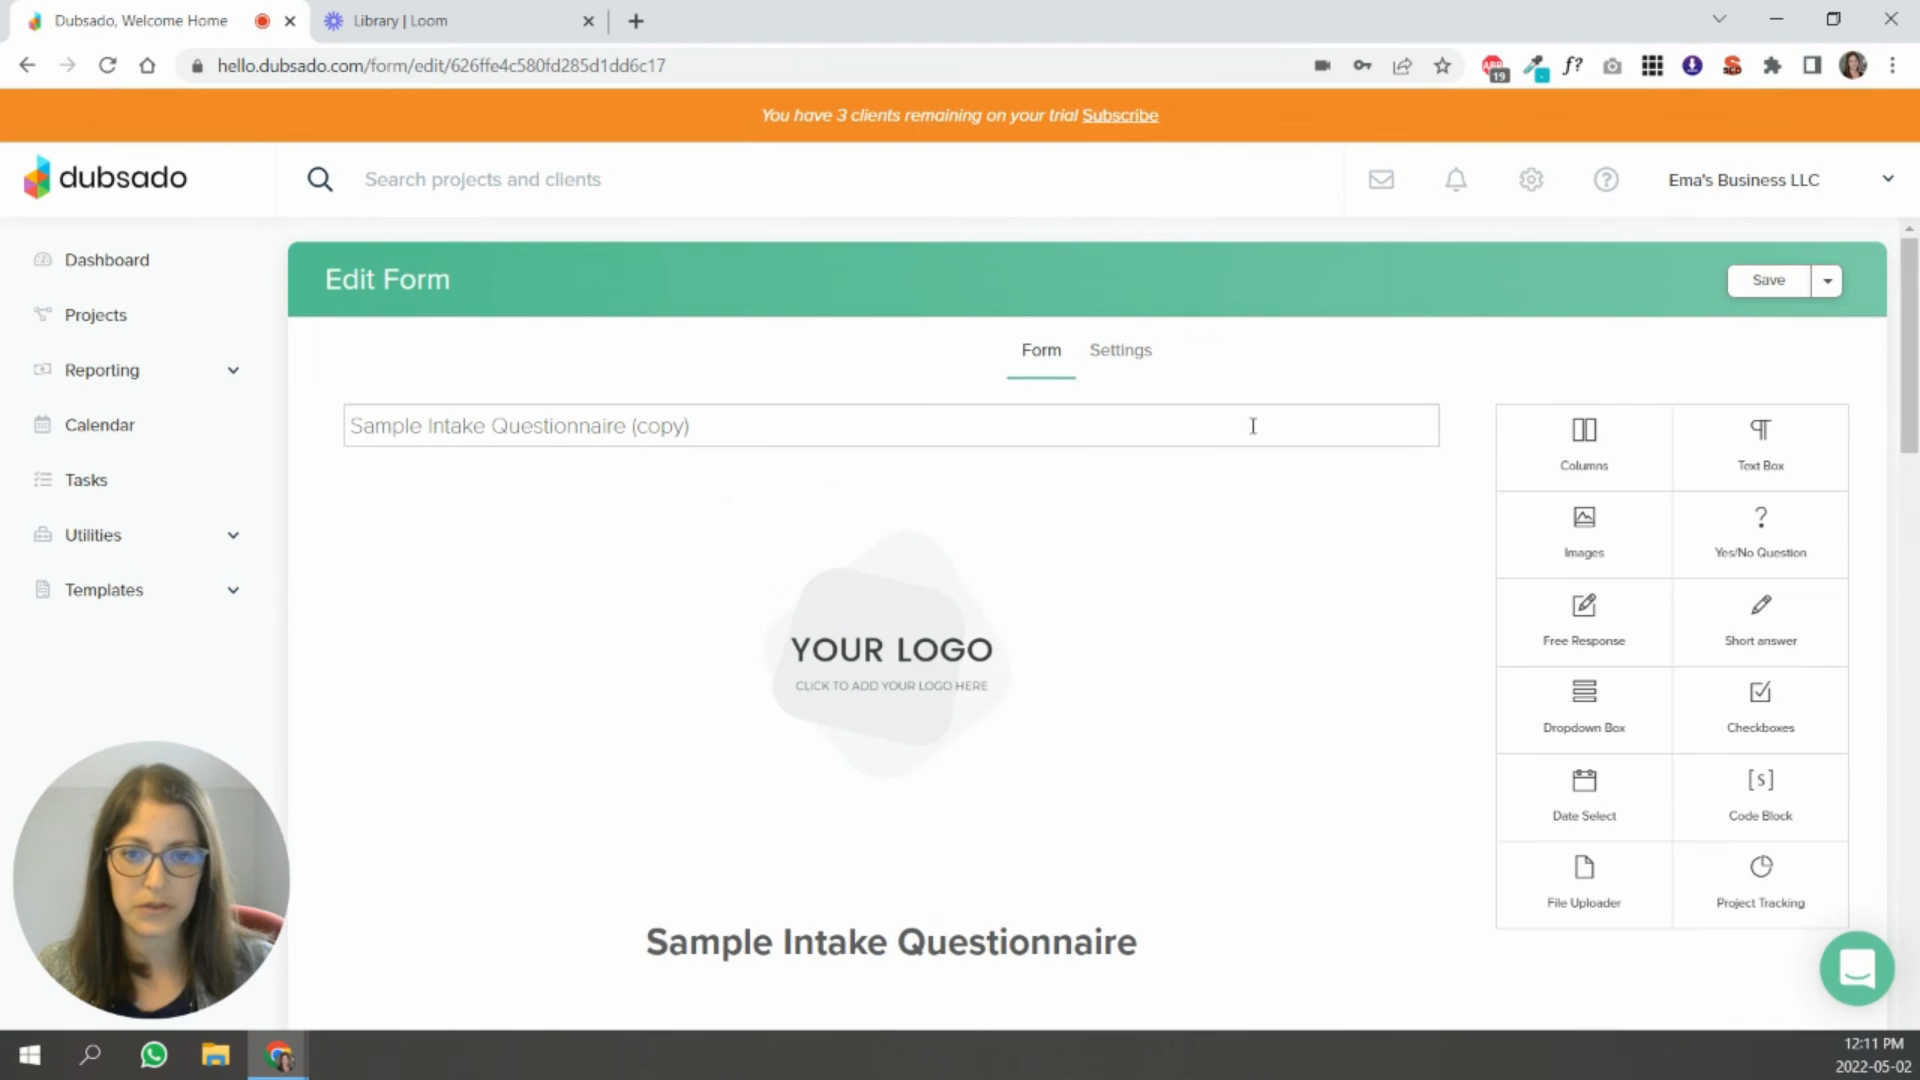 Dubsado, Welcome Home
Library | Loom
hello.dubsado.com/form/edit/626ffe4c580fd285d1dd6c17
ABP
19
f?
You have 3 clients remaining on your trial Subscribe
dubsado
Search projects and clients
Ema's Business LLC
Dashboard
Projects
Reporting
Calendar
Tasks
Utilities
Templates
Edit Form
Save
Form
Settings
Sample Intake Questionnaire (copy)
YOUR LOGO
CLICK TO ADD YOUR LOGO HERE
Sample Intake Questionnaire
Columns
Text Box
Images
Yes/No Question
Free Response
Short answer
Dropdown Box
Checkboxes
Date Select
[s]
Code Block
File Uploader
Project Tracking
12:11 PM
2022-05-02